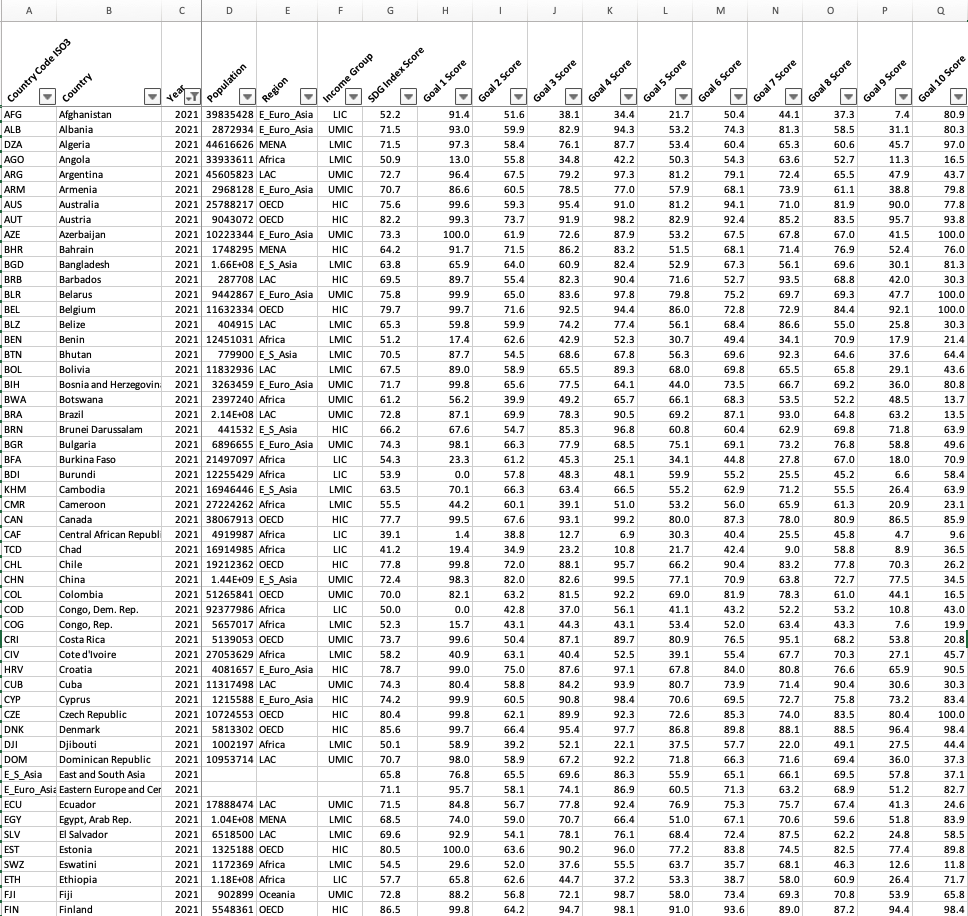 A B C D E F G H I J K L M N O P Q
Country Code ISO3 Country Year Population Region Income Group SDG Index Score Goal 1 Score Goal 2 Score Goal 3 Score Goal 4 Score Goal 5 Score Goal 6 Score Goal 7 Score Goal 8 Score Goal 9 Score Goal 10 Score
AFG Afghanistan 2021 39835428 E_Euro_Asia LIC 52.2 91.4 51.6 38.1 34.4 21.7 50.4 44.1 37.3 7.4 80.9
ALB Albania 2021 2872934 E_Euro_Asia UMIC 71.5 93.0 59.9 82.9 94.3 53.2 74.3 81.3 58.5 31.1 80.3
DZA Algeria 2021 44616626 MENA LMIC 71.5 97.3 58.4 76.1 87.7 53.4 60.4 65.3 60.6 45.7 97.0
AGO Angola 2021 33933611 Africa LMIC 50.9 13.0 55.8 34.8 42.2 50.3 54.3 63.6 52.7 11.3 16.5
ARG Argentina 2021 45605823 LAC UMIC 72.7 96.4 67.5 79.2 97.3 81.2 79.1 72.4 65.5 47.9 43.7
ARM Armenia 2021 2968128 E_Euro_Asia UMIC 70.7 86.6 60.5 78.5 77.0 57.9 68.1 73.9 61.1 38.8 79.8
AUS Australia 2021 25788217 OECD HIC 75.6 99.6 59.3 95.4 91.0 81.2 94.1 71.0 81.9 90.0 77.8
AUT Austria 2021 9043072 OECD HIC 82.2 99.3 73.7 91.9 98.2 82.9 92.4 85.2 83.5 95.7 93.8
AZE Azerbaijan 2021 10223344 E_Euro_Asia UMIC 73.3 100.0 61.9 72.6 87.9 53.2 67.5 67.8 67.0 41.5 100.0
BHR Bahrain 2021 1748295 MENA HIC 64.2 91.7 71.5 86.2 83.2 51.5 68.1 71.4 76.9 52.4 76.0
BGD Bangladesh 2021 1.66E+08 E_S_Asia LMIC 63.8 65.9 64.0 60.9 82.4 52.9 67.3 56.1 69.6 30.1 81.3
BRB Barbados 2021 287708 LAC HIC 69.5 89.7 55.4 82.3 90.4 71.6 52.7 93.5 68.8 42.0 30.3
BLR Belarus 2021 9442867 E_Euro_Asia UMIC 75.8 99.9 65.0 83.6 97.8 79.8 75.2 69.7 69.3 47.7 100.0
BEL Belgium 2021 11632334 OECD HIC 79.7 99.7 71.6 92.5 94.4 86.0 72.8 72.9 84.4 92.1 100.0
BLZ Belize 2021 404915 LAC LMIC 65.3 59.8 59.9 74.2 77.4 56.1 68.4 86.6 55.0 25.8 30.3
BEN Benin 2021 12451031 Africa LMIC 51.2 17.4 62.6 42.9 52.3 30.7 49.4 34.1 70.9 17.9 21.4
BTN Bhutan 2021 779900 E_S_Asia LMIC 70.5 87.7 54.5 68.6 67.8 56.3 69.6 92.3 64.6 37.6 64.4
BOL Bolivia 2021 11832936 LAC LMIC 67.5 89.0 58.9 65.5 89.3 68.0 69.8 55.5 65.8 29.1 43.6
BIH Bosnia and Herzegovin 2021 3263459 E_Euro_Asia UMIC 71.7 99.8 65.6 77.5 64.1 44.0 73.5 66.7 69.2 36.0 80.8
BWA Botswana 2021 2397240 Africa UMIC 61.2 56.2 39.9 49.2 65.7 66.1 68.3 53.5 52.2 48.5 13.7
BRA Brazil 2021 2.14E+08 LAC UMIC 72.8 87.1 69.9 78.3 90.5 69.2 87.1 93.0 64.8 63.2 13.5
BRN Brunei Darussalam 2021 441532 E_S_Asia HIC 66.2 67.6 54.7 85.3 96.8 60.8 60.4 62.9 69.8 71.8 63.9
BGR Bulgaria 2021 6896655 E_Euro_Asia UMIC 74.3 98.1 66.3 77.9 68.5 75.1 69.1 73.2 76.8 58.8 49.6
BFA Burkina Faso 2021 21497097 Africa LIC 54.3 23.3 61.2 45.3 25.1 34.1 44.8 27.8 67.0 18.0 70.9
BDI Burundi 2021 12255429 Africa LIC 53.9 0.0 57.8 48.3 48.1 59.9 55.2 25.5 45.2 6.6 58.4
KHM Cambodia 2021 16946446 E_S_Asia LMIC 63.5 70.1 66.3 63.4 66.5 55.2 62.9 71.2 55.5 26.4 63.9
CMR Cameroon 2021 27224262 Africa LMIC 55.5 44.2 60.1 39.1 51.0 53.2 56.0 65.9 61.3 20.9 23.1
CAN Canada 2021 38067913 OECD HIC 77.7 99.5 67.6 93.1 99.2 80.0 87.3 78.0 80.9 86.5 85.9
CAF Central African Republi 2021 4919987 Africa LIC 39.1 1.4 38.8 12.7 6.9 30.3 40.4 25.5 45.8 4.7 9.6
TCD Chad 2021 16914985 Africa LIC 41.2 19.4 34.9 23.2 10.8 21.7 42.4 9.0 58.8 8.9 36.5
CHL Chile 2021 19212362 OECD HIC 77.8 99.8 72.0 88.1 95.7 66.2 90.4 83.2 77.8 70.3 26.2
CHN China 2021 1.44E+09 E_S_Asia UMIC 72.4 98.3 82.0 82.6 99.5 77.1 70.9 63.8 72.7 77.5 34.5
COL Colombia 2021 51265841 OECD UMIC 70.0 82.1 63.2 81.5 92.2 69.0 81.9 78.3 61.0 44.1 16.5
COD Congo, Dem. Rep. 2021 92377986 Africa LIC 50.0 0.0 42.8 37.0 56.1 41.1 43.2 52.2 53.2 10.8 43.0
COG Congo, Rep. 2021 5657017 Africa LMIC 52.3 15.7 43.1 44.3 43.1 53.4 52.0 63.4 43.3 7.6 19.9
CRI Costa Rica 2021 5139053 OECD UMIC 73.7 99.6 50.4 87.1 89.7 80.9 76.5 95.1 68.2 53.8 20.8
CIV Cote d'Ivoire 2021 27053629 Africa LMIC 58.2 40.9 63.1 40.4 52.5 39.1 55.4 67.7 70.3 27.1 45.7
HRV Croatia 2021 4081657 E_Euro_Asia HIC 78.7 99.0 75.0 87.6 97.1 67.8 84.0 80.8 76.6 65.9 90.5
CUB Cuba 2021 11317498 LAC UMIC 74.3 80.4 58.8 84.2 93.9 80.7 73.9 71.4 90.4 30.6 30.3
CYP Cyprus 2021 1215588 E_Euro_Asia HIC 74.2 99.9 60.5 90.8 98.4 70.6 69.5 72.7 75.8 73.2 83.4
CZE Czech Republic 2021 10724553 OECD HIC 80.4 99.8 62.1 89.9 92.3 72.6 85.3 74.0 83.5 80.4 100.0
DNK Denmark 2021 5813302 OECD HIC 85.6 99.7 66.4 95.4 97.7 86.8 89.8 88.1 88.5 96.4 98.4
DJI Djibouti 2021 1002197 Africa LMIC 50.1 58.9 39.2 52.1 22.1 37.5 57.7 22.0 49.1 27.5 44.4
DOM Dominican Republic 2021 10953714 LAC UMIC 70.7 98.0 58.9 67.2 92.2 71.8 66.3 71.6 69.4 36.0 37.3
E_S_Asia East and South Asia 2021 65.8 76.8 65.5 69.6 86.3 55.9 65.1 66.1 69.5 57.8 37.1
E_Euro_Asia Eastern Europe and Cer 2021 71.1 95.7 58.1 74.1 86.9 60.5 71.3 63.2 68.9 51.2 82.7
ECU Ecuador 2021 17888474 LAC UMIC 71.5 84.8 56.7 77.8 92.4 76.9 75.3 75.7 67.4 41.3 24.6
EGY Egypt, Arab Rep. 2021 1.04E+08 MENA LMIC 68.5 74.0 59.0 70.7 66.4 51.0 67.1 70.6 59.6 51.8 83.9
SLV El Salvador 2021 6518500 LAC LMIC 69.6 92.9 54.1 78.1 76.1 68.4 72.4 87.5 62.2 24.8 58.5
EST Estonia 2021 1325188 OECD HIC 80.5 100.0 63.6 90.2 96.0 77.2 83.8 74.5 82.5 77.4 89.8
SWZ Eswatini 2021 1172369 Africa LMIC 54.5 29.6 52.0 37.6 55.5 63.7 35.7 68.1 46.3 12.6 11.8
ETH Ethiopia 2021 1.18E+08 Africa LIC 57.7 65.8 62.6 44.7 37.2 53.3 38.7 58.0 60.9 26.4 71.7
FJI Fiji 2021 902899 Oceania UMIC 72.8 88.2 56.8 72.1 98.7 58.0 73.4 69.3 70.8 53.9 65.8
FIN Finland 2021 5548361 OECD HIC 86.5 99.8 64.2 94.7 98.1 91.0 93.6 89.0 87.2 94.4 98.4